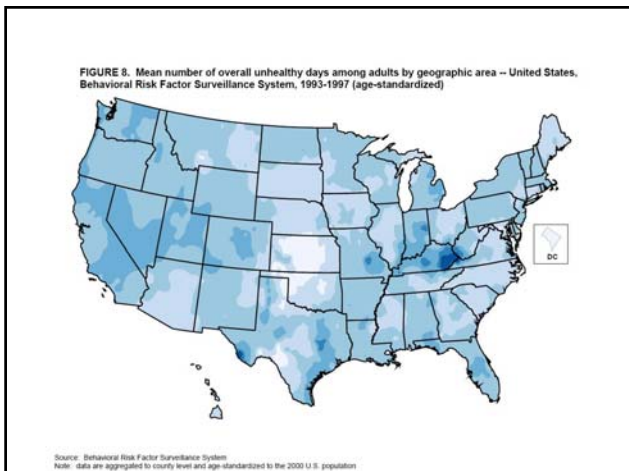 FIGURE 8. Mean number of overall unhealthy days among adults by geographic area -- United States,
Behavioral Risk Factor Surveillance System, 1993-1997 (age-standardized)
DC
Source: Behavioral Risk Factor Surveillance System
Note: data are aggregated to county level and age-standardized to the 2000 U.S. population